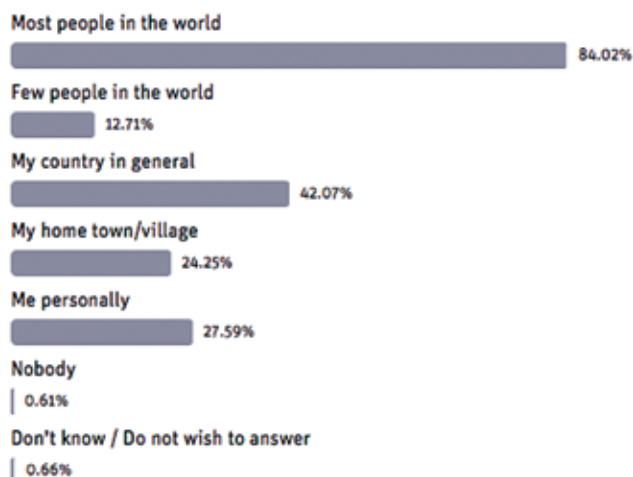 Most people in the world
84.02%
Few people in the world
12.71%
My country in general
42.07%
My home town/village
24.25%
Me personally
27.59%
Nobody
0.61%
Don't know / Do not wish to answer
0.66%